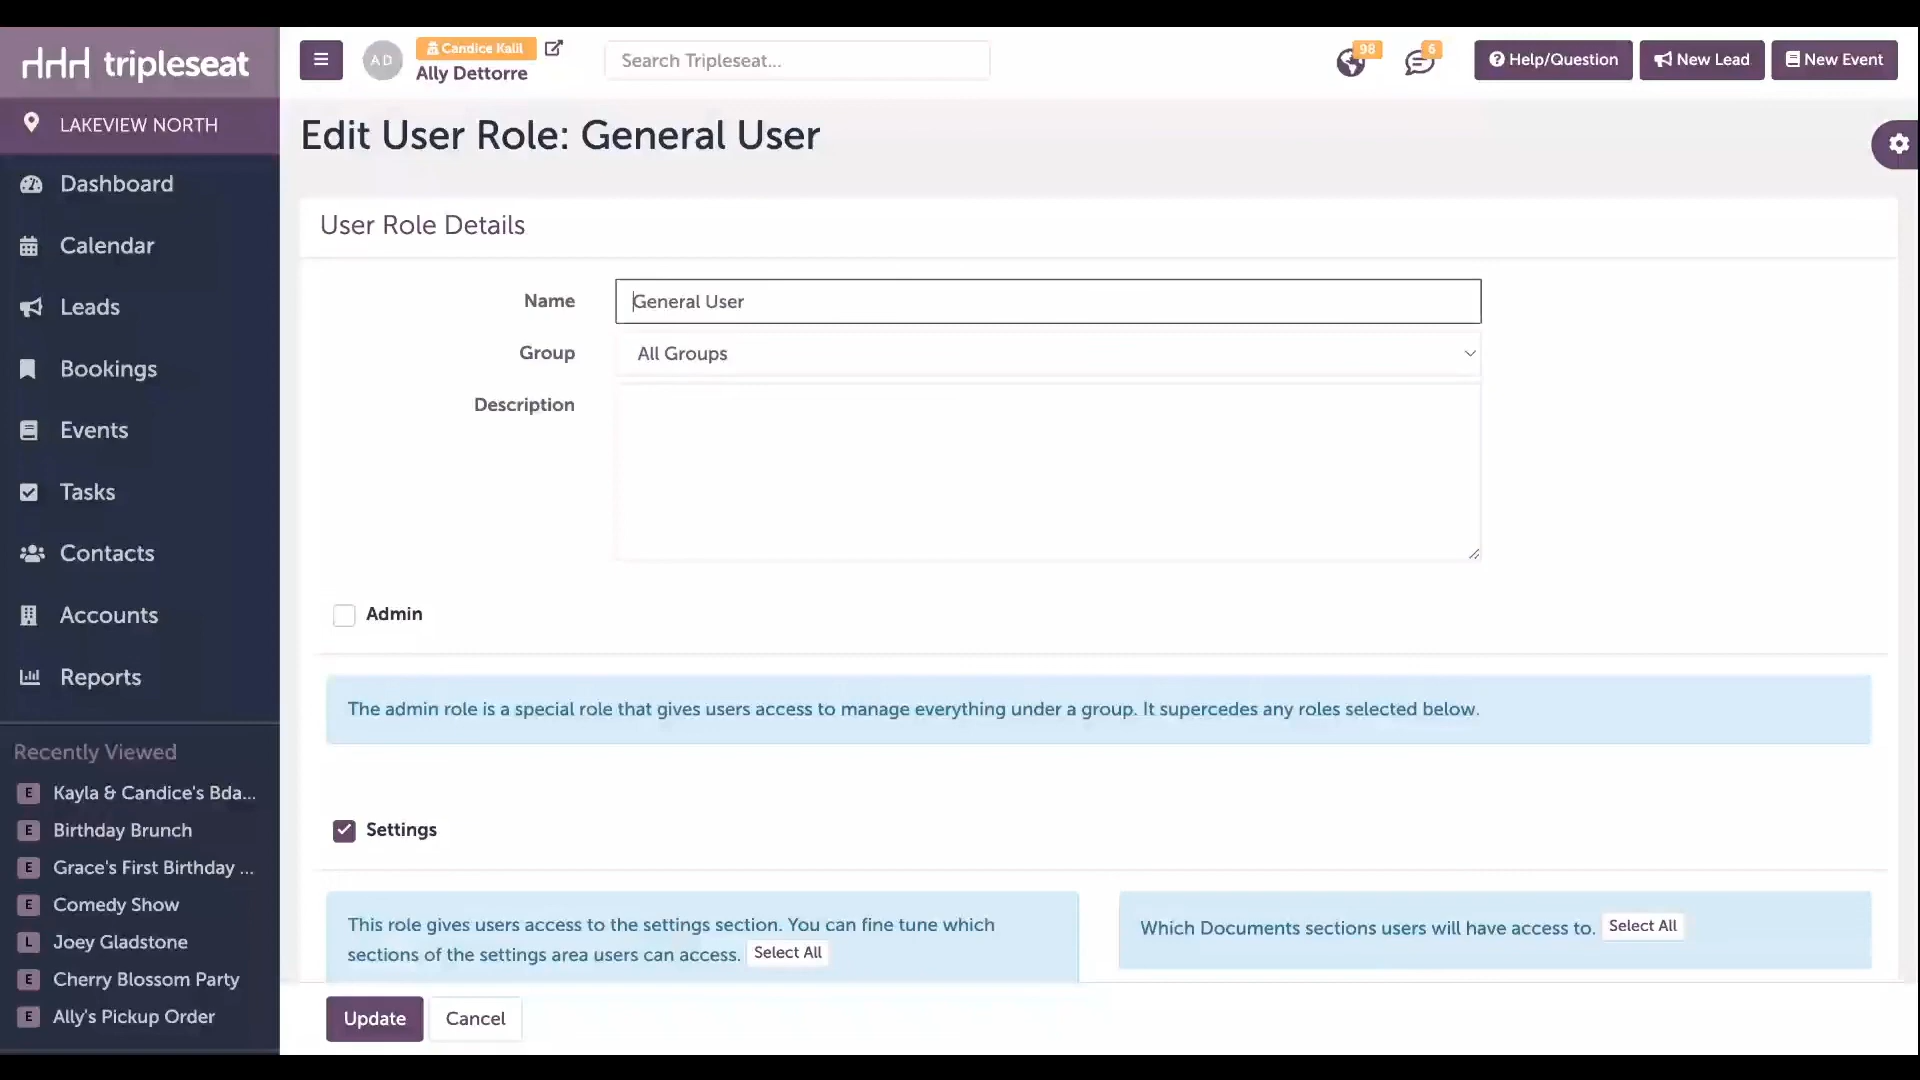 tripleseat
LAKEVIEW NORTH
Dashboard
Calendar
Leads
Bookings
Events
Tasks
Contacts
Accounts
Reports
Recently Viewed
E Kayla & Candice's Bda...
E Birthday Brunch
E Grace's First Birthday ...
E Comedy Show
L Joey Gladstone
E Cherry Blossom Party
E Ally's Pickup Order
AD
Candice Kalil
Ally Dettorre
Search Tripleseat...
98
6
Help/Question
New Lead
New Event
Edit User Role: General User
User Role Details
Name
General User
Group
All Groups
Description
Admin
The admin role is a special role that gives users access to manage everything under a group. It supercedes any roles selected below.
Settings
This role gives users access to the settings section. You can fine tune which
sections of the settings area users can access. Select All
Which Documents sections users will have access to. Select All
Update
Cancel